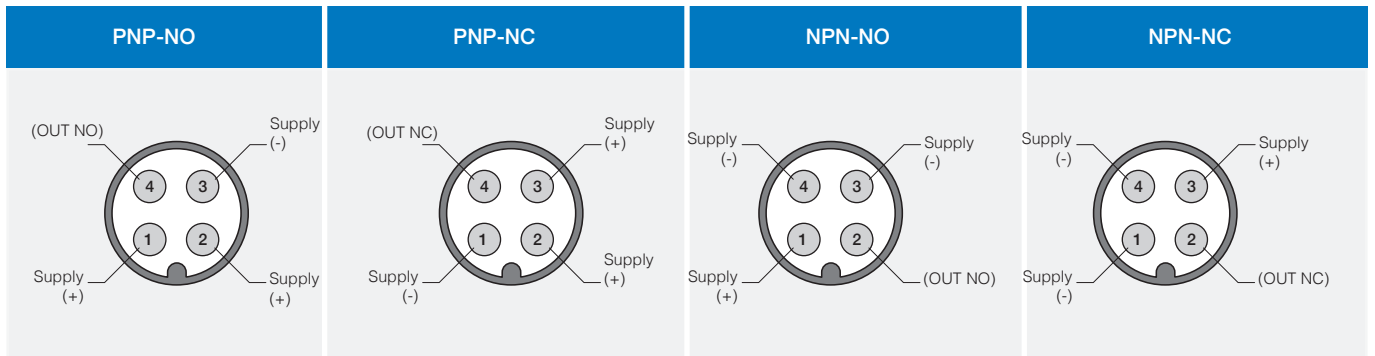 PNP-NO
PNP-NC
NPN-NO
NPN-NC
(OUT NO)
Supply
(-)
4
3
1
2
Supply
(+)
Supply
(+)
(OUT NC)
Supply
(+)
4
3
1
2
Supply
(-)
Supply
(+)
Supply
(-)
Supply
(-)
4
3
1
2
Supply
(+)
(OUT NO)
Supply
(-)
Supply
(+)
4
3
1
2
Supply
(-)
(OUT NC)